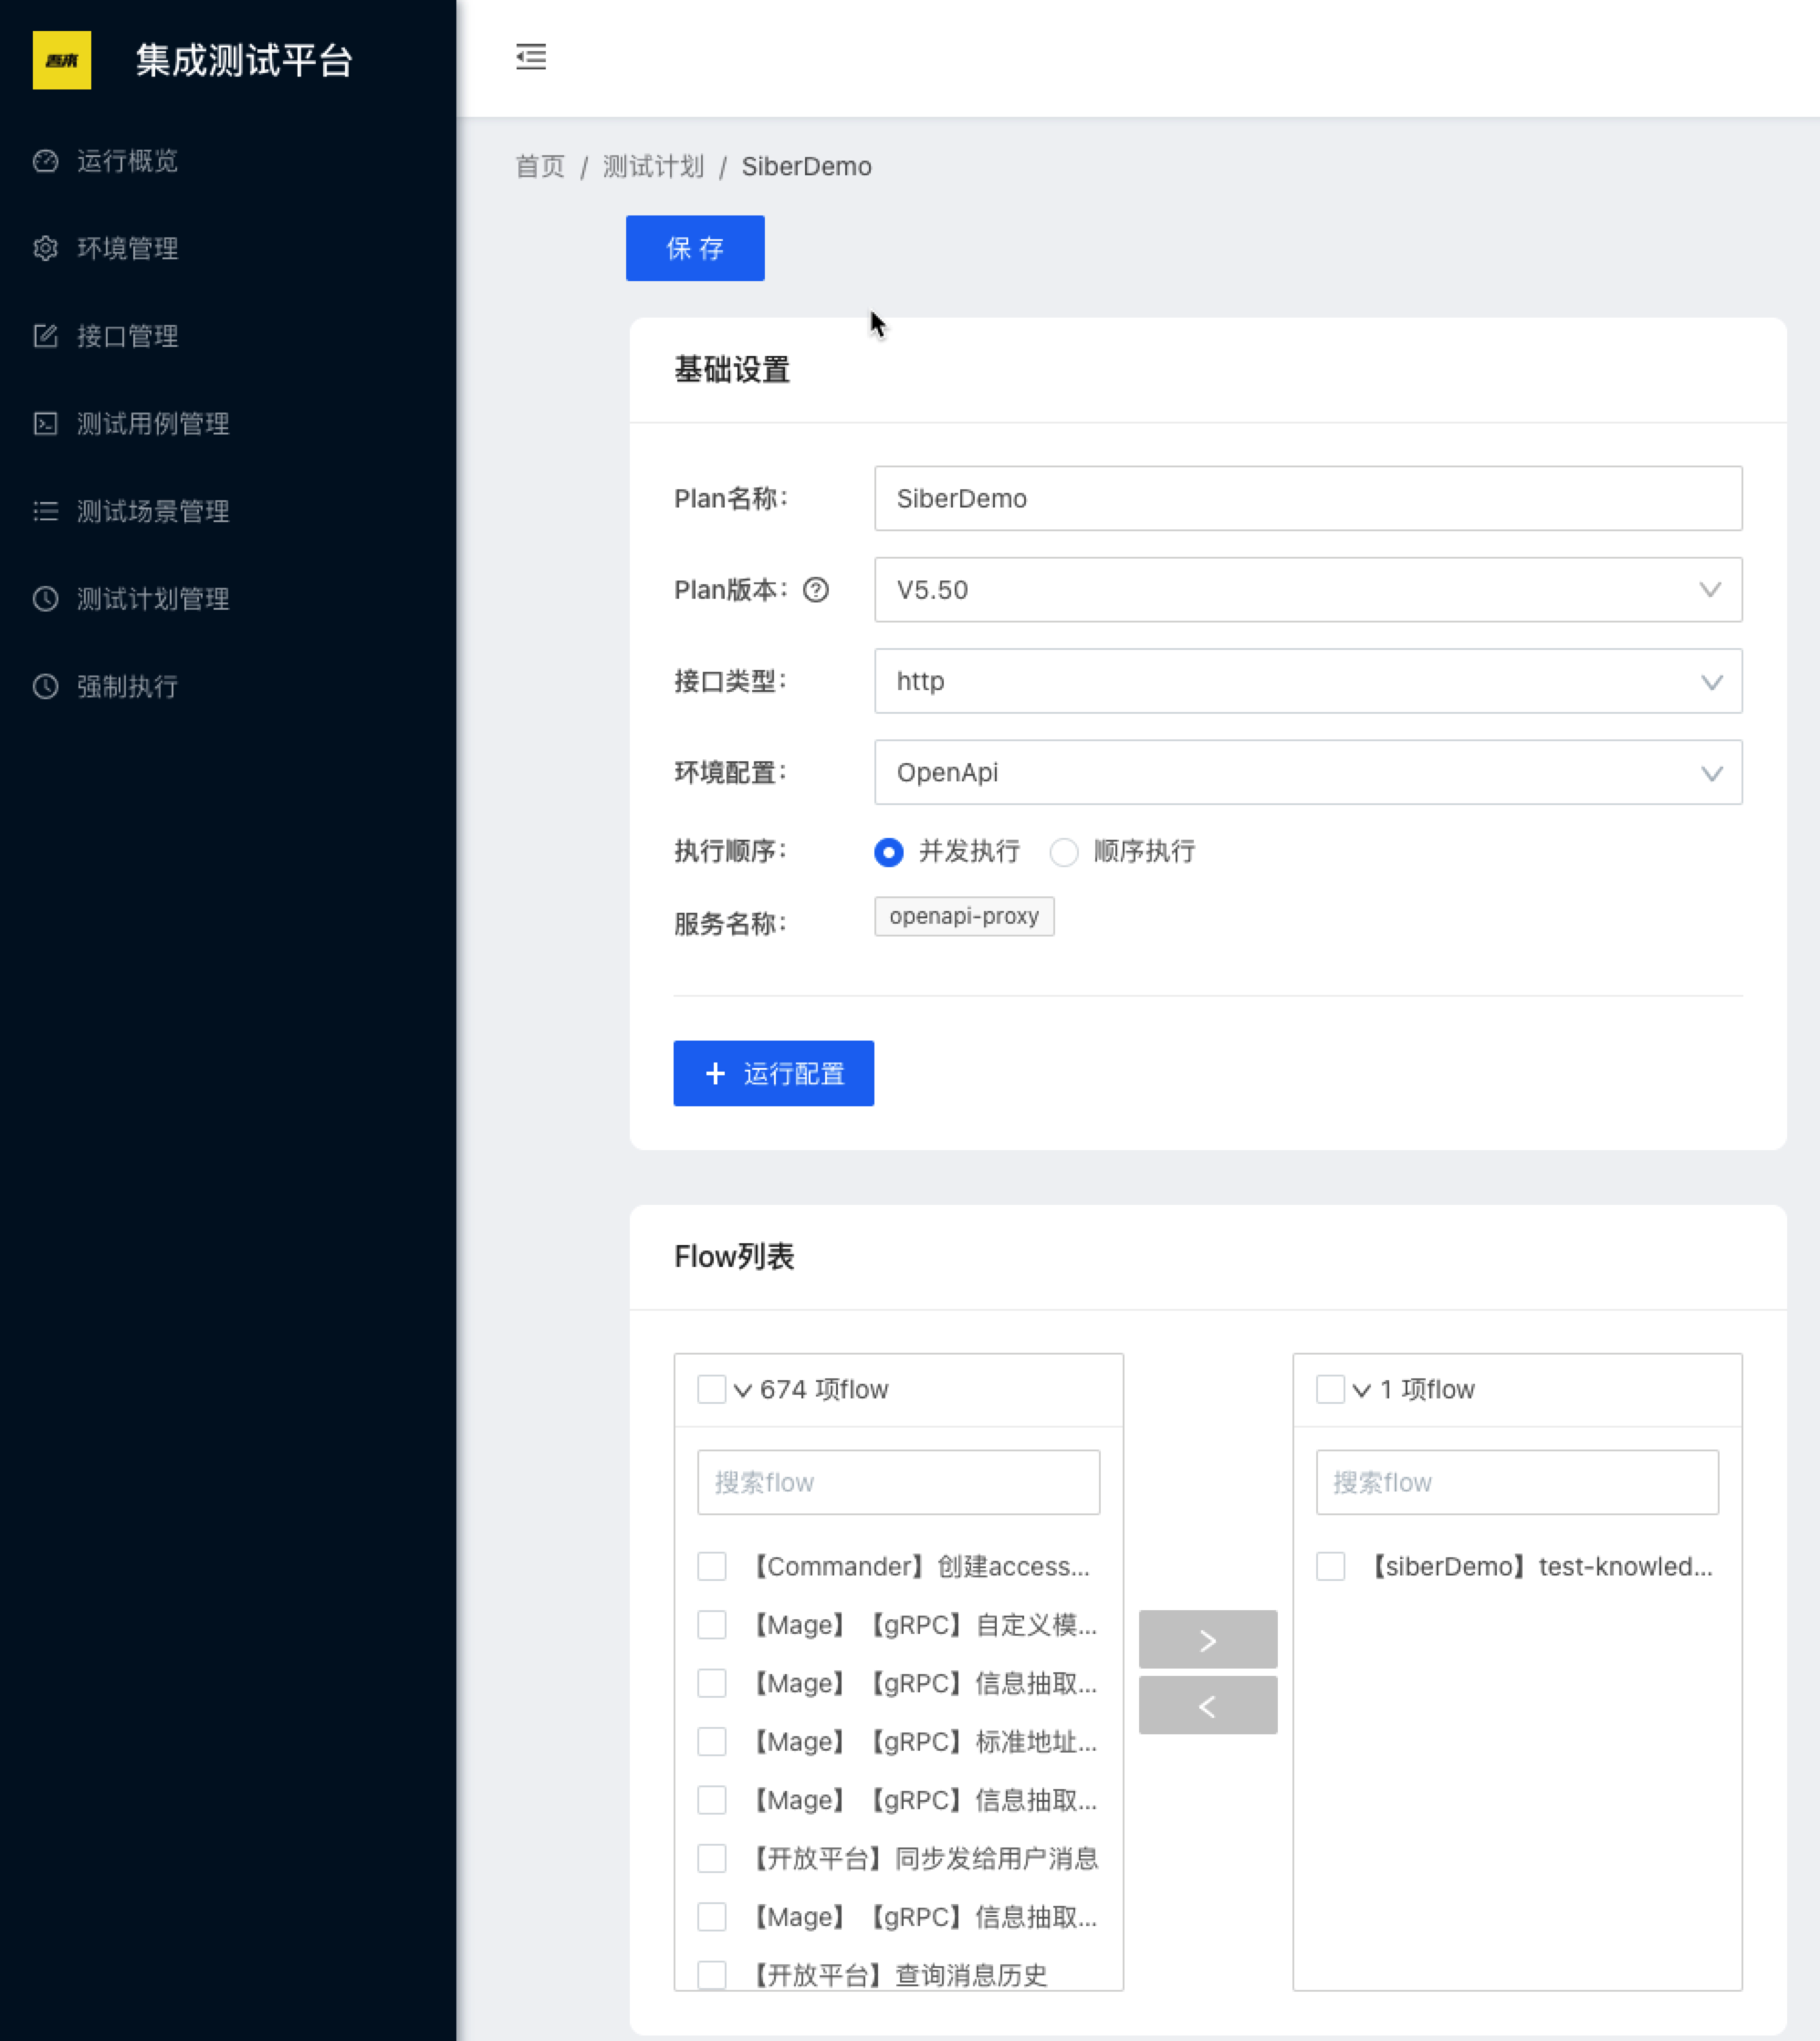 吾来
集成测试平台
运行概览
环境管理
接口管理
测试用例管理
测试场景管理
测试计划管理
强制执行
首页 / 测试计划 / SiberDemo
保 存
基础设置
Plan名称：
SiberDemo
Plan版本：
V5.50
接口类型：
http
环境配置：
OpenApi
执行顺序：
并发执行
顺序执行
服务名称：
openapi-proxy
+ 运行配置
Flow列表
674 项flow
搜索flow
【Commander】创建access...
【Mage】【gRPC】自定义模...
【Mage】【gRPC】信息抽取...
【Mage】【gRPC】标准地址...
【Mage】【gRPC】信息抽取...
【开放平台】同步发给用户消息
【Mage】【gRPC】信息抽取...
【开放平台】查询消息历史
1 项flow
搜索flow
【siberDemo】test-knowled...